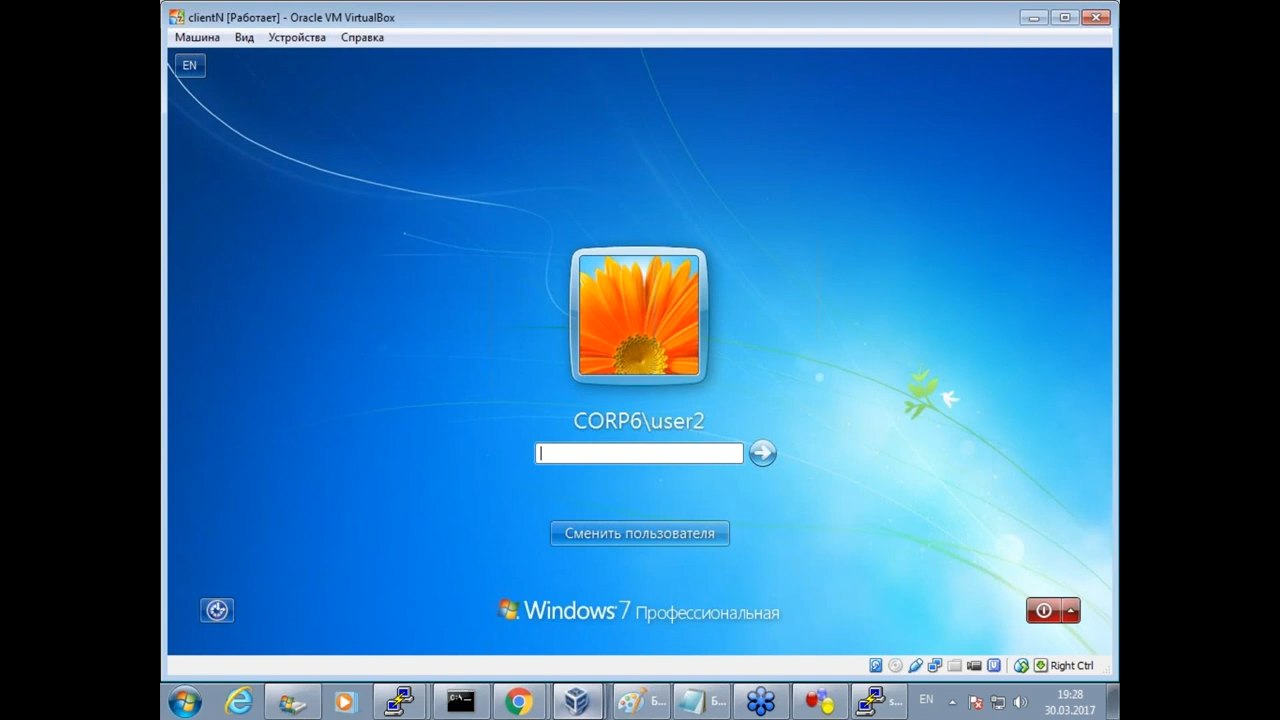 clientN [Работает] - Oracle VM VirtualBox
Машина Вид Устройства Справка
EN
CORP6\user2
Сменить пользователя
Windows 7 Профессиональная
Right Ctrl
C:\_
Б...
Б...
s...
EN
19:28
30.03.2017